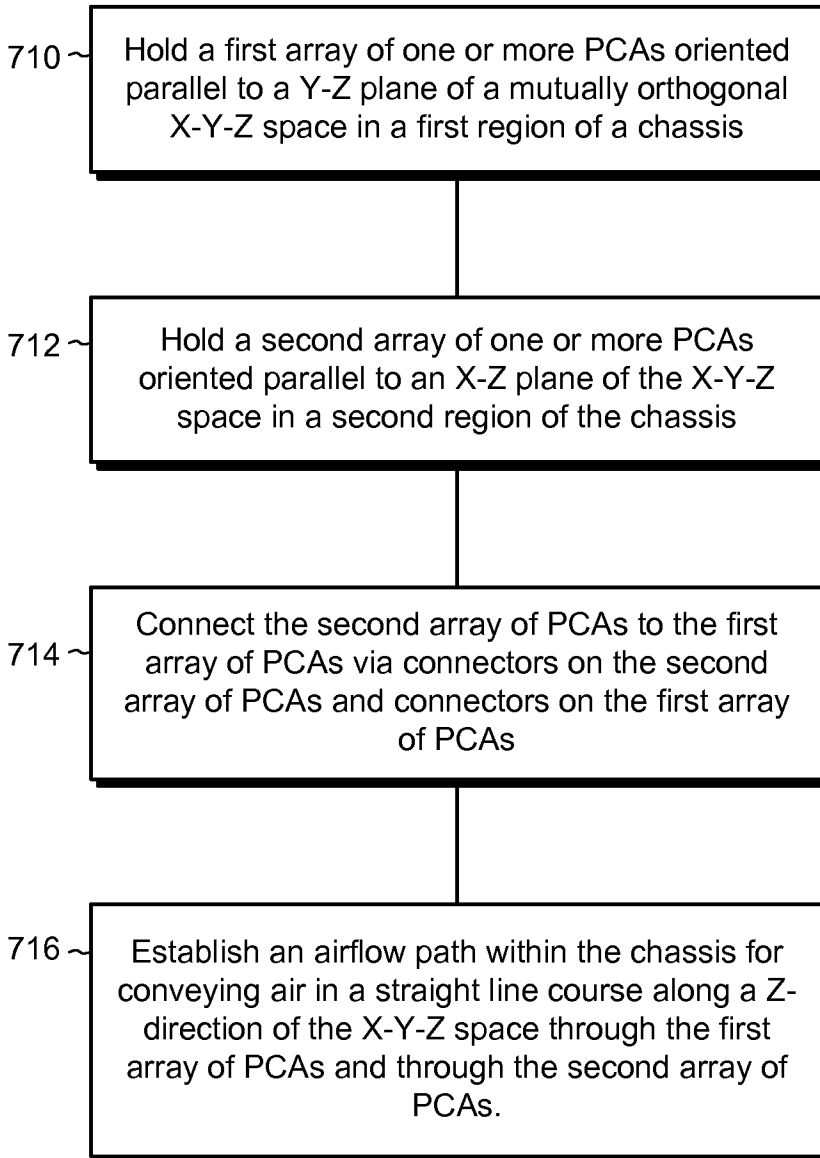 710
Hold a first array of one or more PCAs oriented
parallel to a Y-Z plane of a mutually orthogonal
X-Y-Z space in a first region of a chassis
712
Hold a second array of one or more PCAs
oriented parallel to an X-Z plane of the X-Y-Z
space in a second region of the chassis
714
Connect the second array of PCAs to the first
array of PCAs via connectors on the second
array of PCAs and connectors on the first array
of PCAs
716
Establish an airflow path within the chassis for
conveying air in a straight line course along a Z-
direction of the X-Y-Z space through the first
array of PCAs and through the second array of
PCAs.